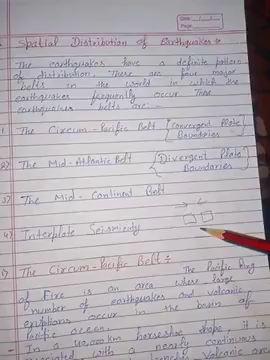 Date
Page
Spatial Distribution of Earthquakes :-
The earthquakes have a definite pattern
of distribution. There are four major
belts in the world in which the
earthquakes frequently occur. These
earthquakes belts are -
The Circum-Pacific Belt [Convergent Plate Boundaries]
2) The Mid-Atlantic Belt [Divergent Plate Boundaries]
3) The Mid-Continent Belt
4) Interplate Seismicity
The Circum-Pacific Belt :-
The Pacific Ring
of Fire is an area where large
number of earthquakes and volcanic
eruptions occur in the basin of
Pacific ocean.
- In a 40,000 km horseshoe shape, it is
associated with a nearly continuous